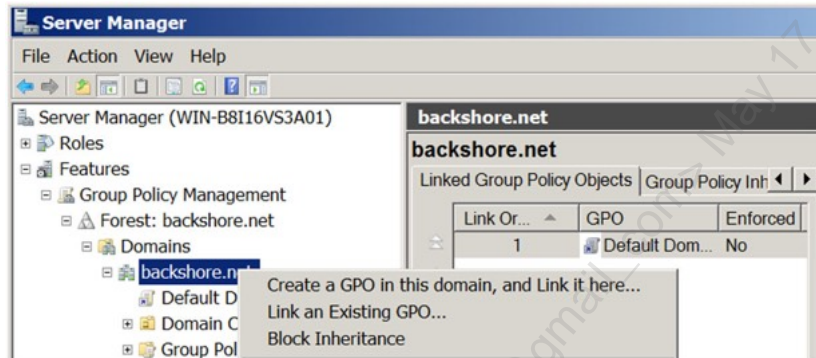 Server Manager
File Action View Help
Server Manager (WIN-B8I16VS3A01)
Roles
Features
Group Policy Management
Forest: backshore.net
Domains
backshore.net
Default D
Domain C
Group Pol
Create a GPO in this domain, and Link it here...
Link an Existing GPO...
Block Inheritance
backshore.net
backshore.net
Linked Group Policy Objects Group Policy Inh
Link Or... GPO Enforced
1 Default Dom... No
gmail_com> May 17